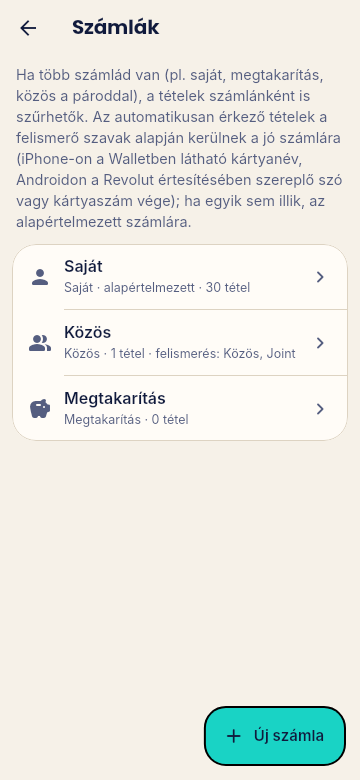 Számlák
Ha több számlád van (pl. saját, megtakarítás,
közös a pároddal), a tételek számlánként is
szűrhetők. Az automatikusan érkező tételek a
felismerő szavak alapján kerülnek a jó számlára
(iPhone-on a Walletben látható kártyanév,
Androidon a Revolut értesítésében szereplő szó
vagy kártyaszám vége); ha egyik sem illik, az
alapértelmezett számlára.
Saját
Saját · alapértelmezett · 30 tétel
Közös
Közös · 1 tétel · felismerés: Közös, Joint
Megtakarítás
Megtakarítás · 0 tétel
Új számla